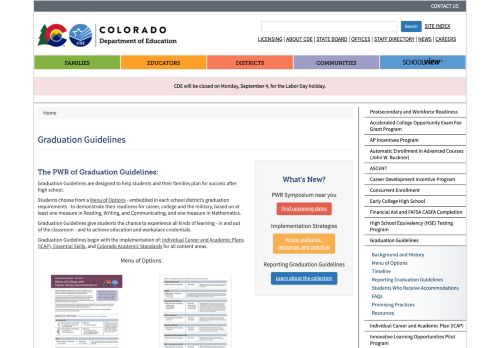 CONTACT US
COLORADO
Department of Education
CDE
Search
SITE INDEX
LICENSING | ABOUT CDE | STATE BOARD | OFFICES | STAFF DIRECTORY | NEWS | CAREERS
FAMILIES
EDUCATORS
DISTRICTS
COMMUNITIES
SCHOOLVIEW
CDE will be closed on Monday, September 4, for the Labor Day holiday.
Home
Graduation Guidelines
The PWR of Graduation Guidelines:
Graduation Guidelines are designed to help students and their families plan for success after
high school.
Students choose from a Menu of Options - embedded in each school district's graduation
requirements - to demonstrate their readiness for career, college and the military, based on at
least one measure in Reading, Writing, and Communicating, and one measure in Mathematics.
Graduation Guidelines give students the chance to experience all kinds of learning - in and out
of the classroom - and to achieve education and workplace credentials.
Graduation Guidelines begin with the implementation of: Individual Career and Academic Plans
(ICAP), Essential Skills, and Colorado Academic Standards for all content areas.
Menu of Options
What's New?
PWR Symposium near you
Find upcoming dates
Implementation Strategies
Access guidance,
resources, and practices
Reporting Graduation Guidelines
Learn about the collection
Postsecondary and Workforce Readiness
Accelerated College Opportunity Exam Fee
Grant Program
AP Incentives Program
Automatic Enrollment in Advanced Courses
(John W. Buckner)
ASCENT
Career Development Incentive Program
Concurrent Enrollment
Early College High School
Financial Aid and FAFSA CASFA Completion
High School Equivalency (HSE) Testing
Program
Graduation Guidelines
Background and History
Menu of Options
Timeline
Reporting Graduation Guidelines
Students Who Receive Accommodations
FAQs
Promising Practices
Resources
Individual Career and Academic Plan (ICAP)
Innovative Learning Opportunities Pilot
Program